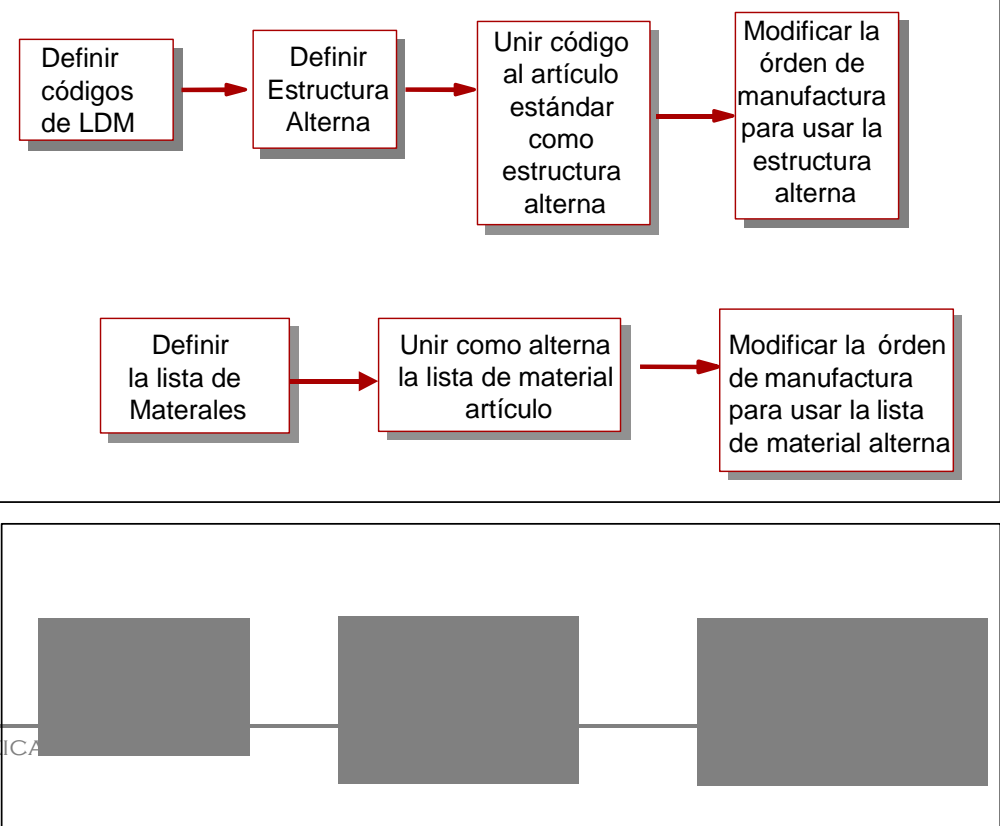 Definir
códigos
de LDM
Definir
Estructura
Alterna
Unir código
al artículo
estándar
como
estructura
alterna
Modificar la
órden de
manufactura
para usar la
estructura
alterna
Definir
la lista de
Materales
Unir como alterna
la lista de material
artículo
Modificar la órden
de manufactura
para usar la lista
de material alterna